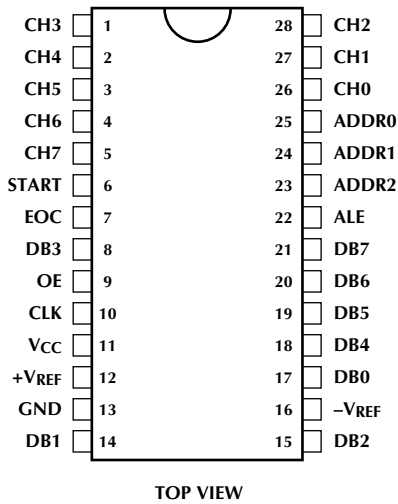 CH3 1 28 CH2
CH4 2 27 CH1
CH5 3 26 CH0
CH6 4 25 ADDR0
CH7 5 24 ADDR1
START 6 23 ADDR2
EOC 7 22 ALE
DB3 8 21 DB7
OE 9 20 DB6
CLK 10 19 DB5
VCC 11 18 DB4
+VREF 12 17 DB0
GND 13 16 –VREF
DB1 14 15 DB2
TOP VIEW